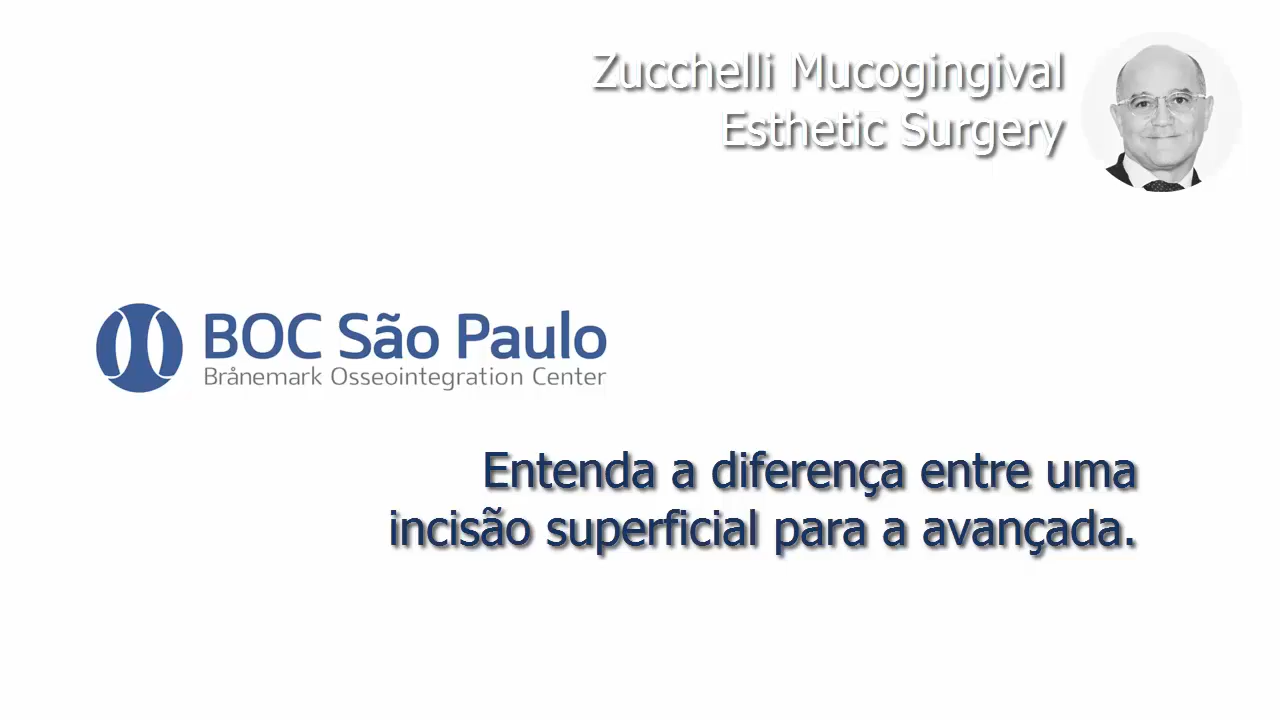 Zucchelli Mucogingival
Esthetic Surgery
BOC São Paulo
Brånemark Osseointegration Center
Entenda a diferença entre uma
incisão superficial para a avançada.